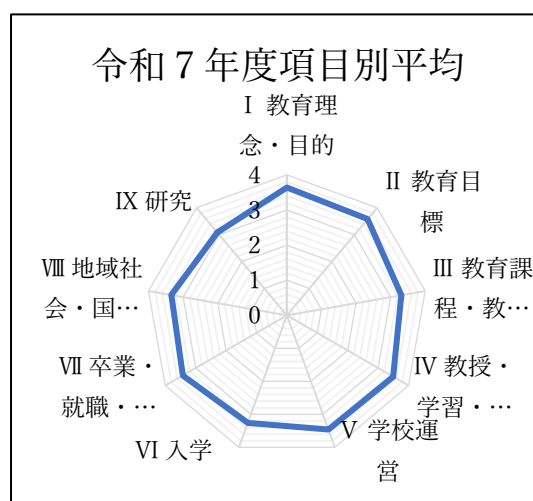 令和７年度項目別平均
Ⅰ 教育理
念・目的
Ⅱ 教育目
標
Ⅲ 教育課
程・教…
Ⅳ 教授・
学習・…
Ⅴ 学校運
営
Ⅵ 入学
Ⅶ 卒業・
就職・…
Ⅷ 地域社
会・国…
Ⅸ 研究
4
3
2
1
0